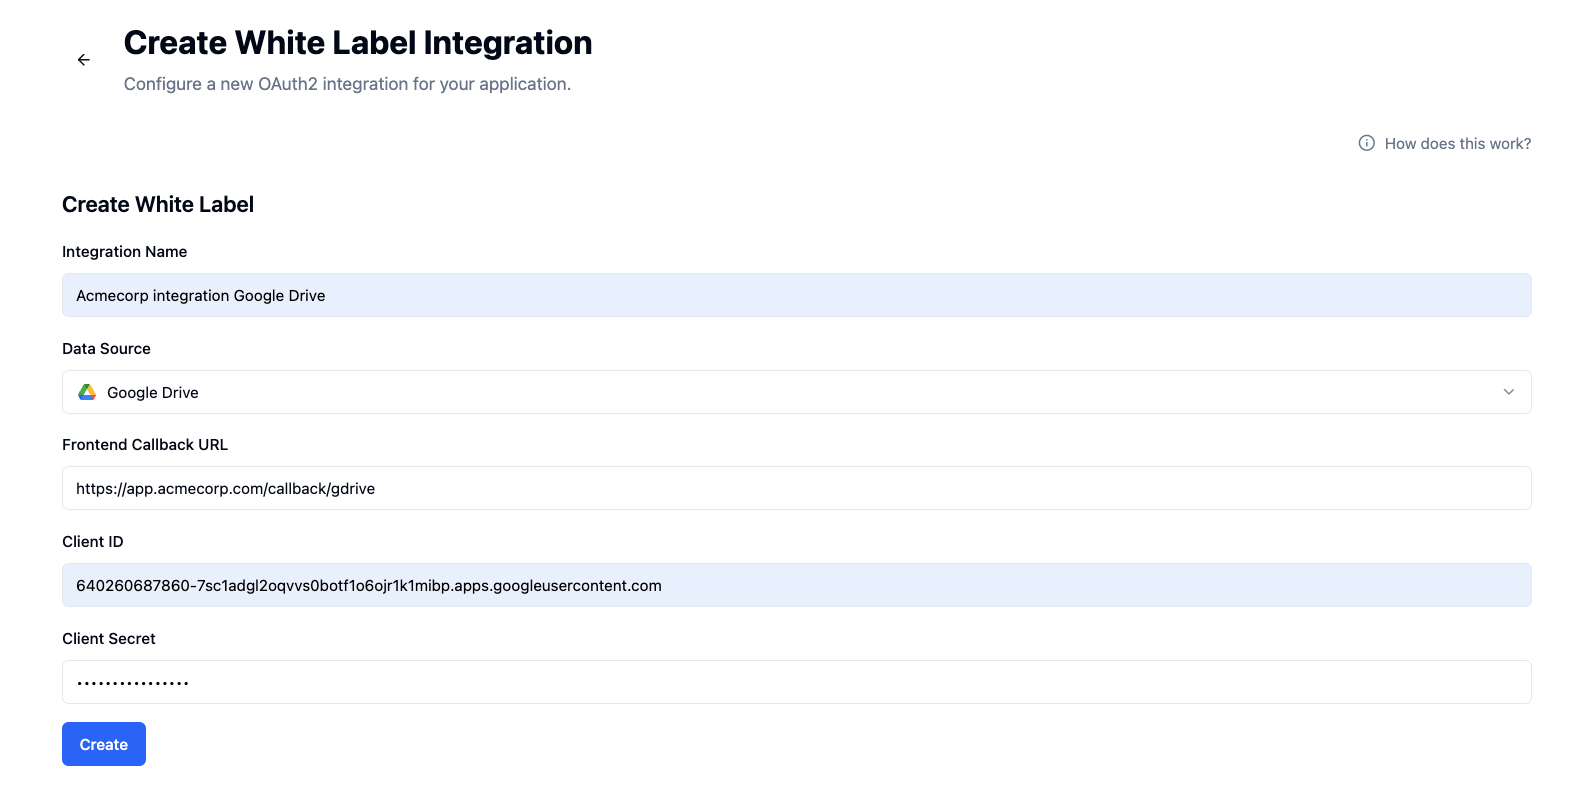 Create White Label Integration
Configure a new OAuth2 integration for your application.
How does this work?
Create White Label
Integration Name
Acmecorp integration Google Drive
Data Source
Google Drive
Frontend Callback URL
https://app.acmecorp.com/callback/gdrive
Client ID
640260687860-7sc1adgl2oqvvs0botf1o6ojr1k1mibp.apps.googleusercontent.com
Client Secret
••••••••••••••••
Create